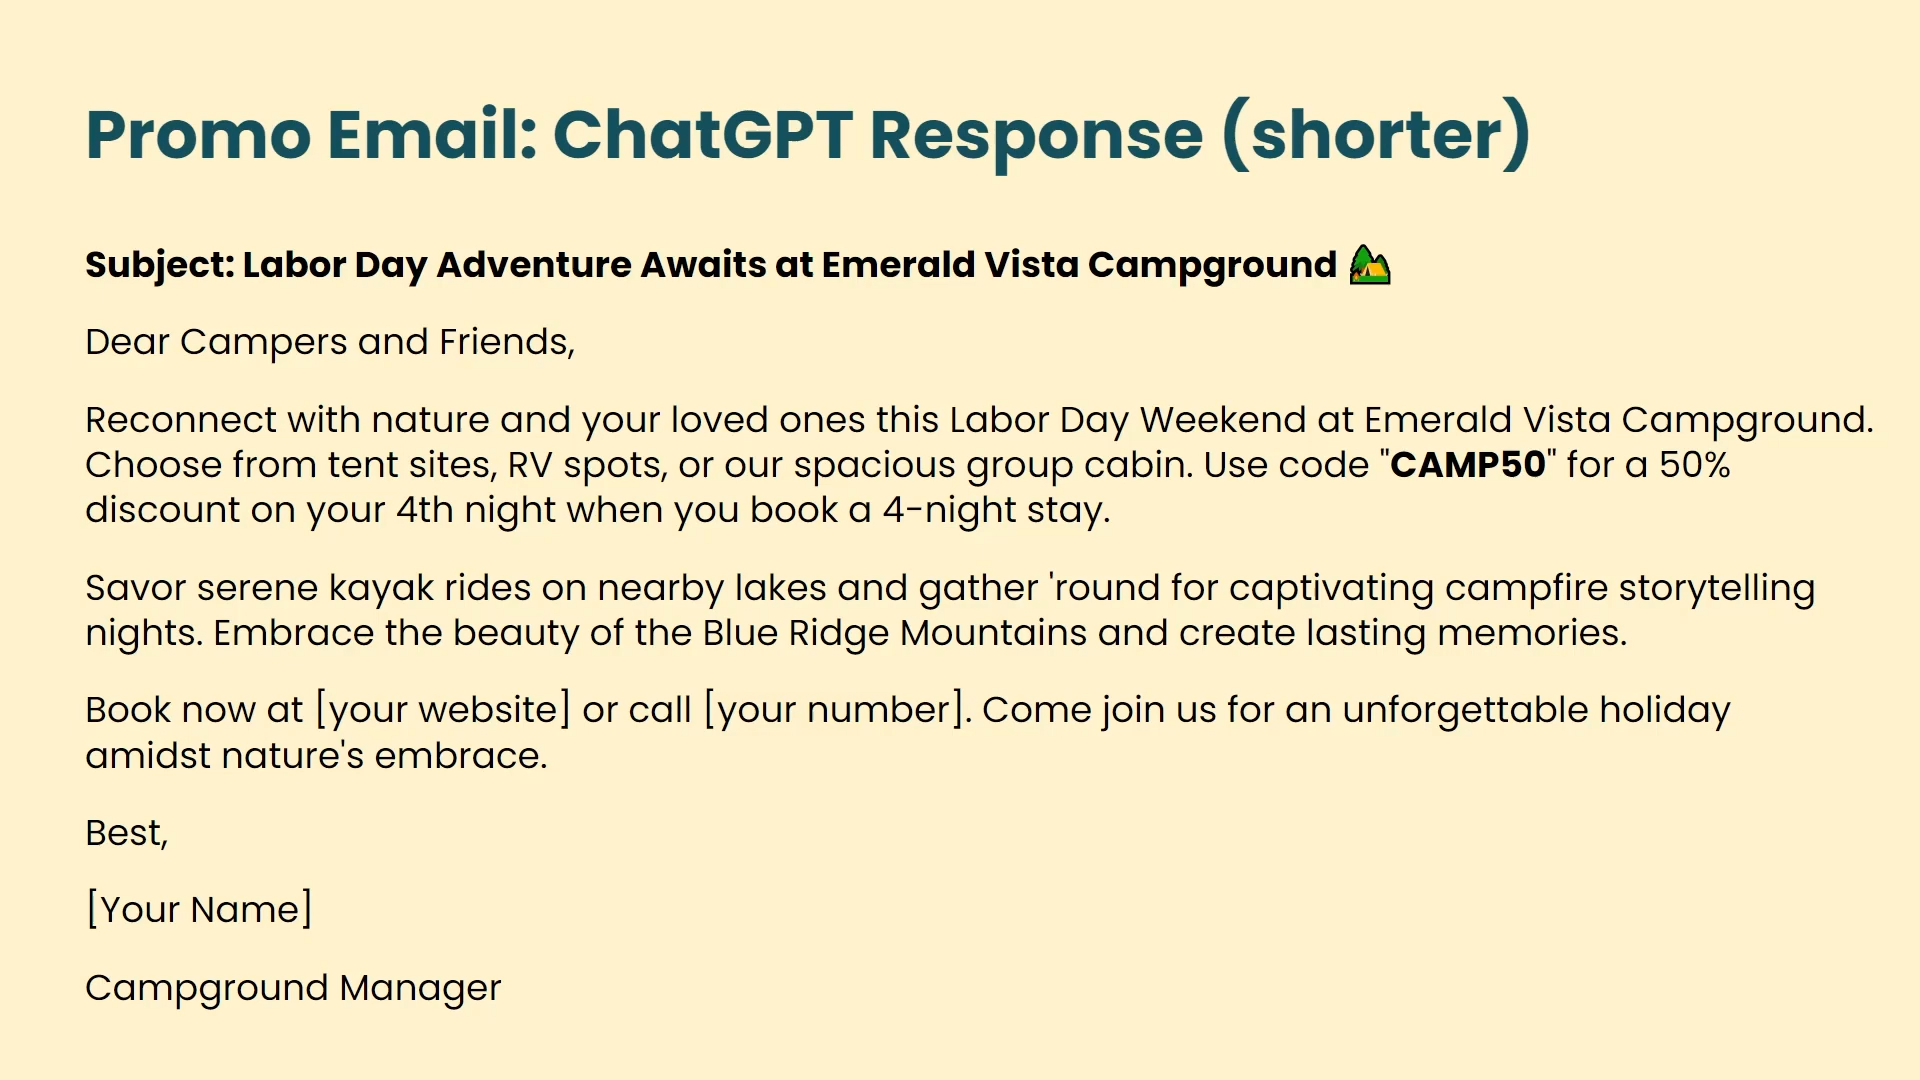 Promo Email: ChatGPT Response (shorter)
Subject: Labor Day Adventure Awaits at Emerald Vista Campground 🏕️
Dear Campers and Friends,
Reconnect with nature and your loved ones this Labor Day Weekend at Emerald Vista Campground.
Choose from tent sites, RV spots, or our spacious group cabin. Use code "CAMP50" for a 50%
discount on your 4th night when you book a 4-night stay.
Savor serene kayak rides on nearby lakes and gather 'round for captivating campfire storytelling
nights. Embrace the beauty of the Blue Ridge Mountains and create lasting memories.
Book now at [your website] or call [your number]. Come join us for an unforgettable holiday
amidst nature's embrace.
Best,
[Your Name]
Campground Manager